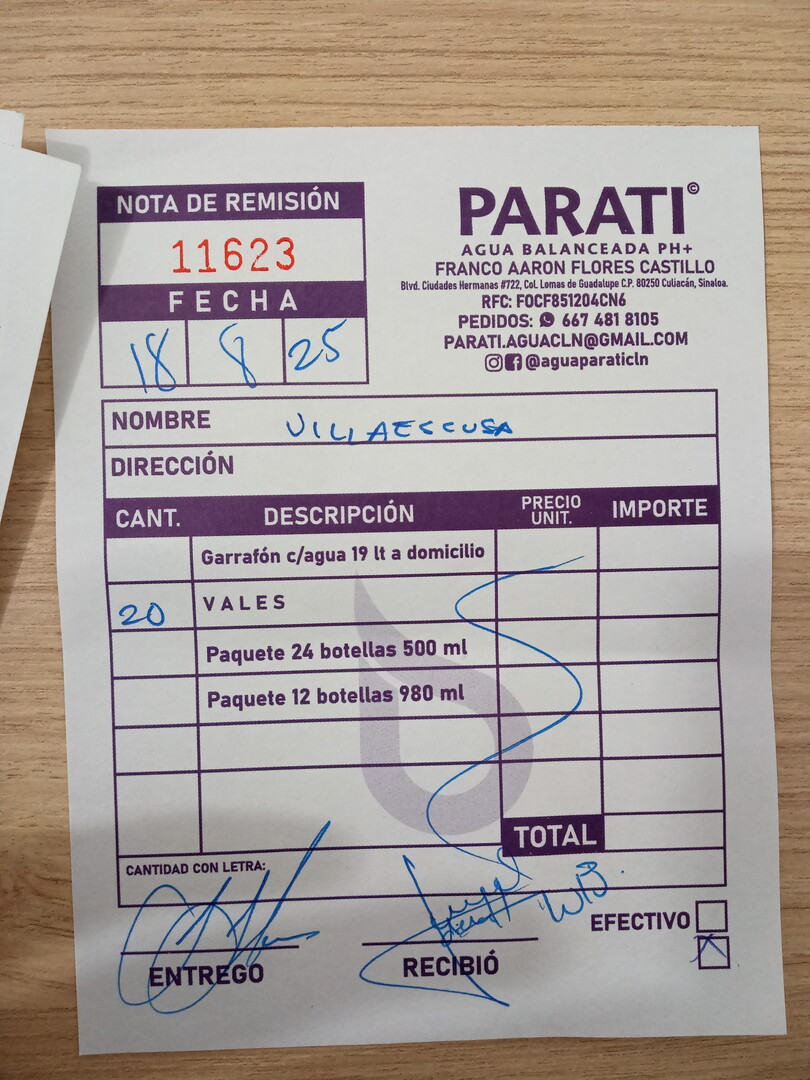 NOTA DE REMISIÓN
11623
FECHA
18 8 25
PARATI©
AGUA BALANCEADA PH+
FRANCO AARON FLORES CASTILLO
Blvd. Ciudades Hermanas #722, Col. Lomas de Guadalupe C.P. 80250 Culiacán, Sinaloa.
RFC: FOCF851204CN6
PEDIDOS: 667 481 8105
PARATI.AGUACLN@GMAIL.COM
@aguaparaticln
NOMBRE VILLAESCUSA
DIRECCIÓN
CANT. DESCRIPCIÓN PRECIO UNIT. IMPORTE
Garrafón c/agua 19 lt a domicilio
20 VALES
Paquete 24 botellas 500 ml
Paquete 12 botellas 980 ml
TOTAL
CANTIDAD CON LETRA:
EFECTIVO
ENTREGO
RECIBIÓ